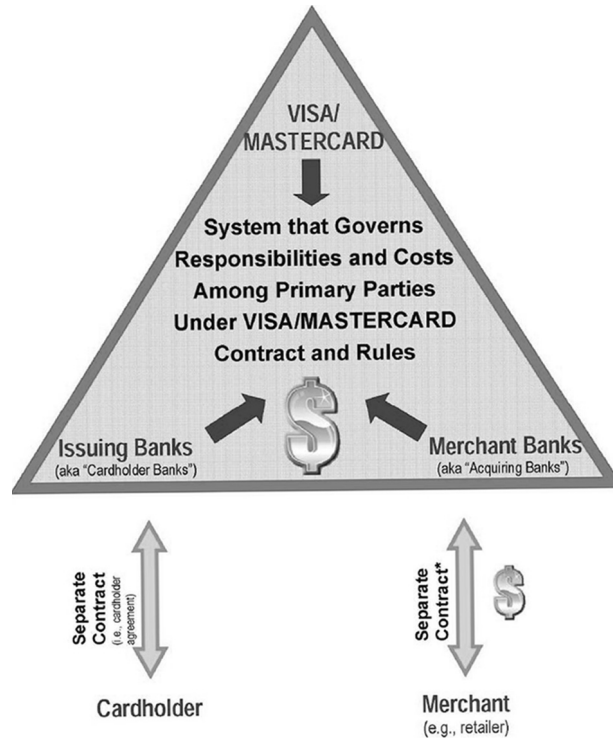 VISA/
MASTERCARD
System that Governs
Responsibilities and Costs
Among Primary Parties
Under VISA/MASTERCARD
Contract and Rules
$
Issuing Banks
(aka “Cardholder Banks”)
Merchant Banks
(aka “Acquiring Banks”)
Separate
Contract
(i.e., cardholder
agreement)
Separate
Contract*
$
Cardholder
Merchant
(e.g., retailer)